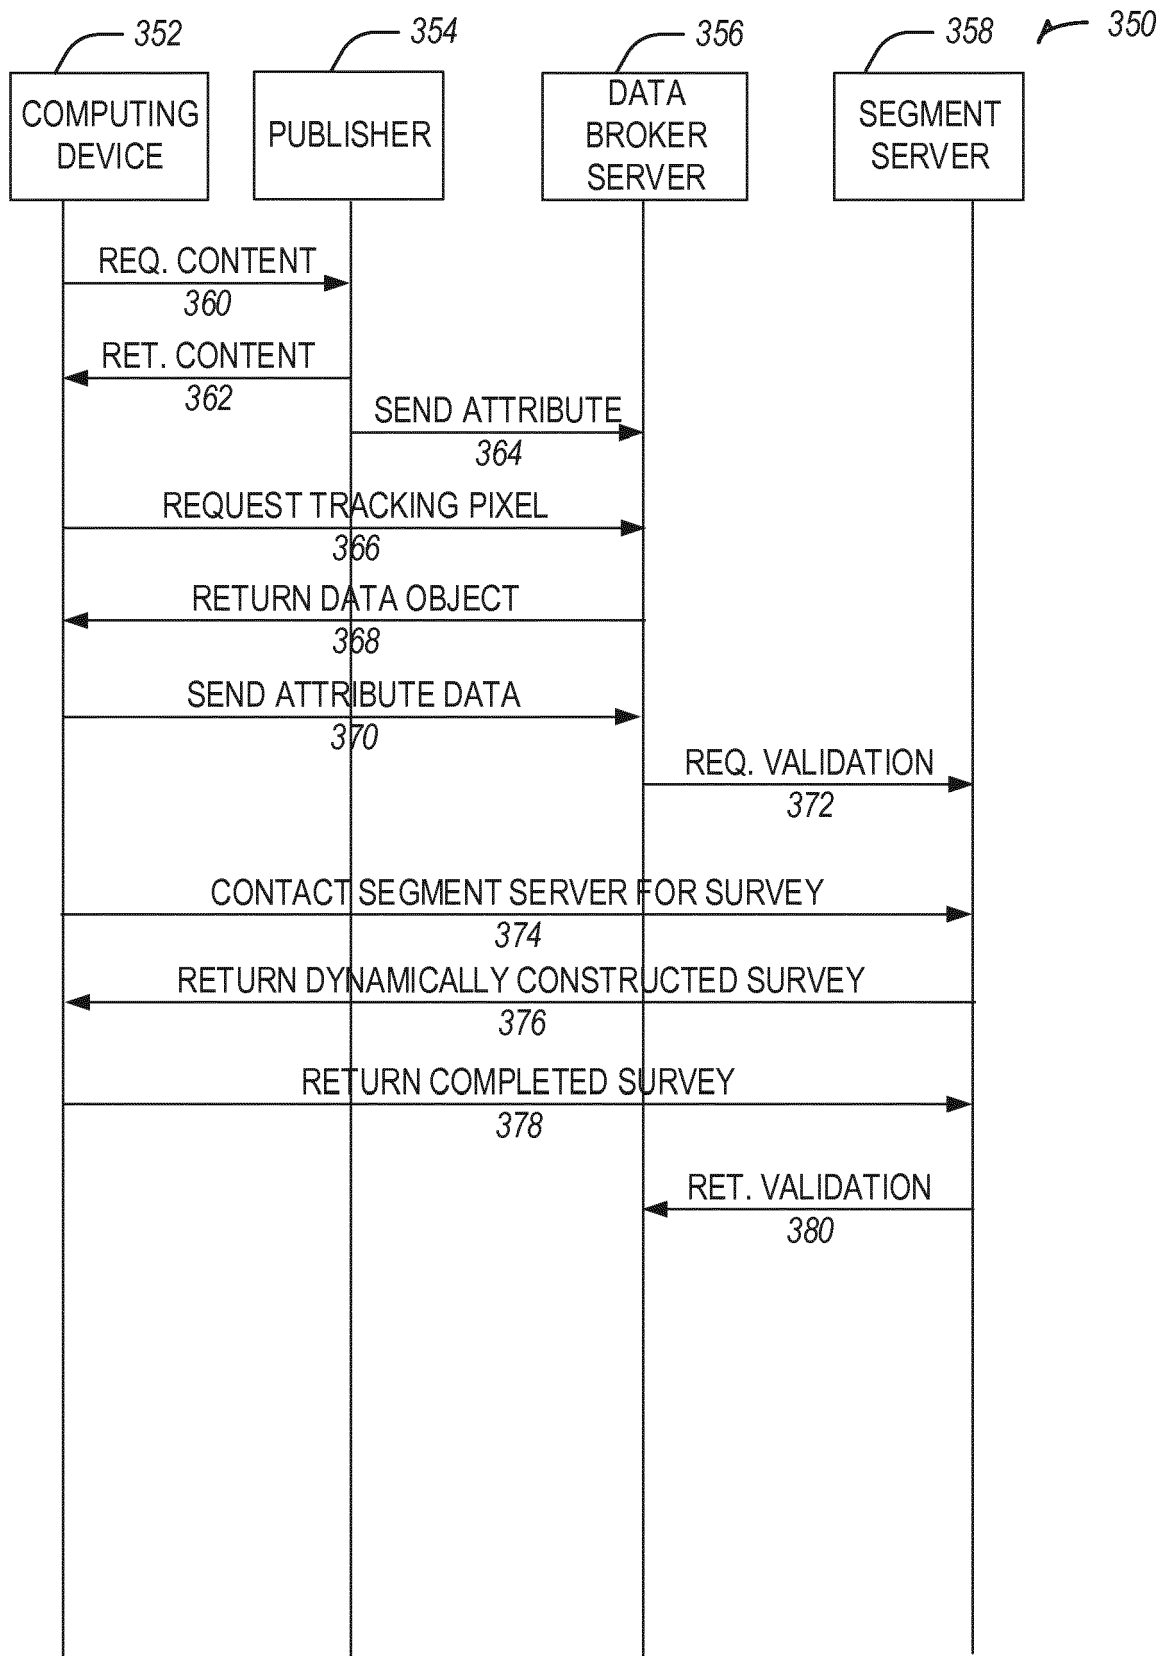 352
354
356
358
350
COMPUTING
DEVICE
PUBLISHER
DATA
BROKER
SERVER
SEGMENT
SERVER
REQ. CONTENT
360
RET. CONTENT
362
SEND ATTRIBUTE
364
REQUEST TRACKING PIXEL
366
RETURN DATA OBJECT
368
SEND ATTRIBUTE DATA
370
REQ. VALIDATION
372
CONTACT SEGMENT SERVER FOR SURVEY
374
RETURN DYNAMICALLY CONSTRUCTED SURVEY
376
RETURN COMPLETED SURVEY
378
RET. VALIDATION
380